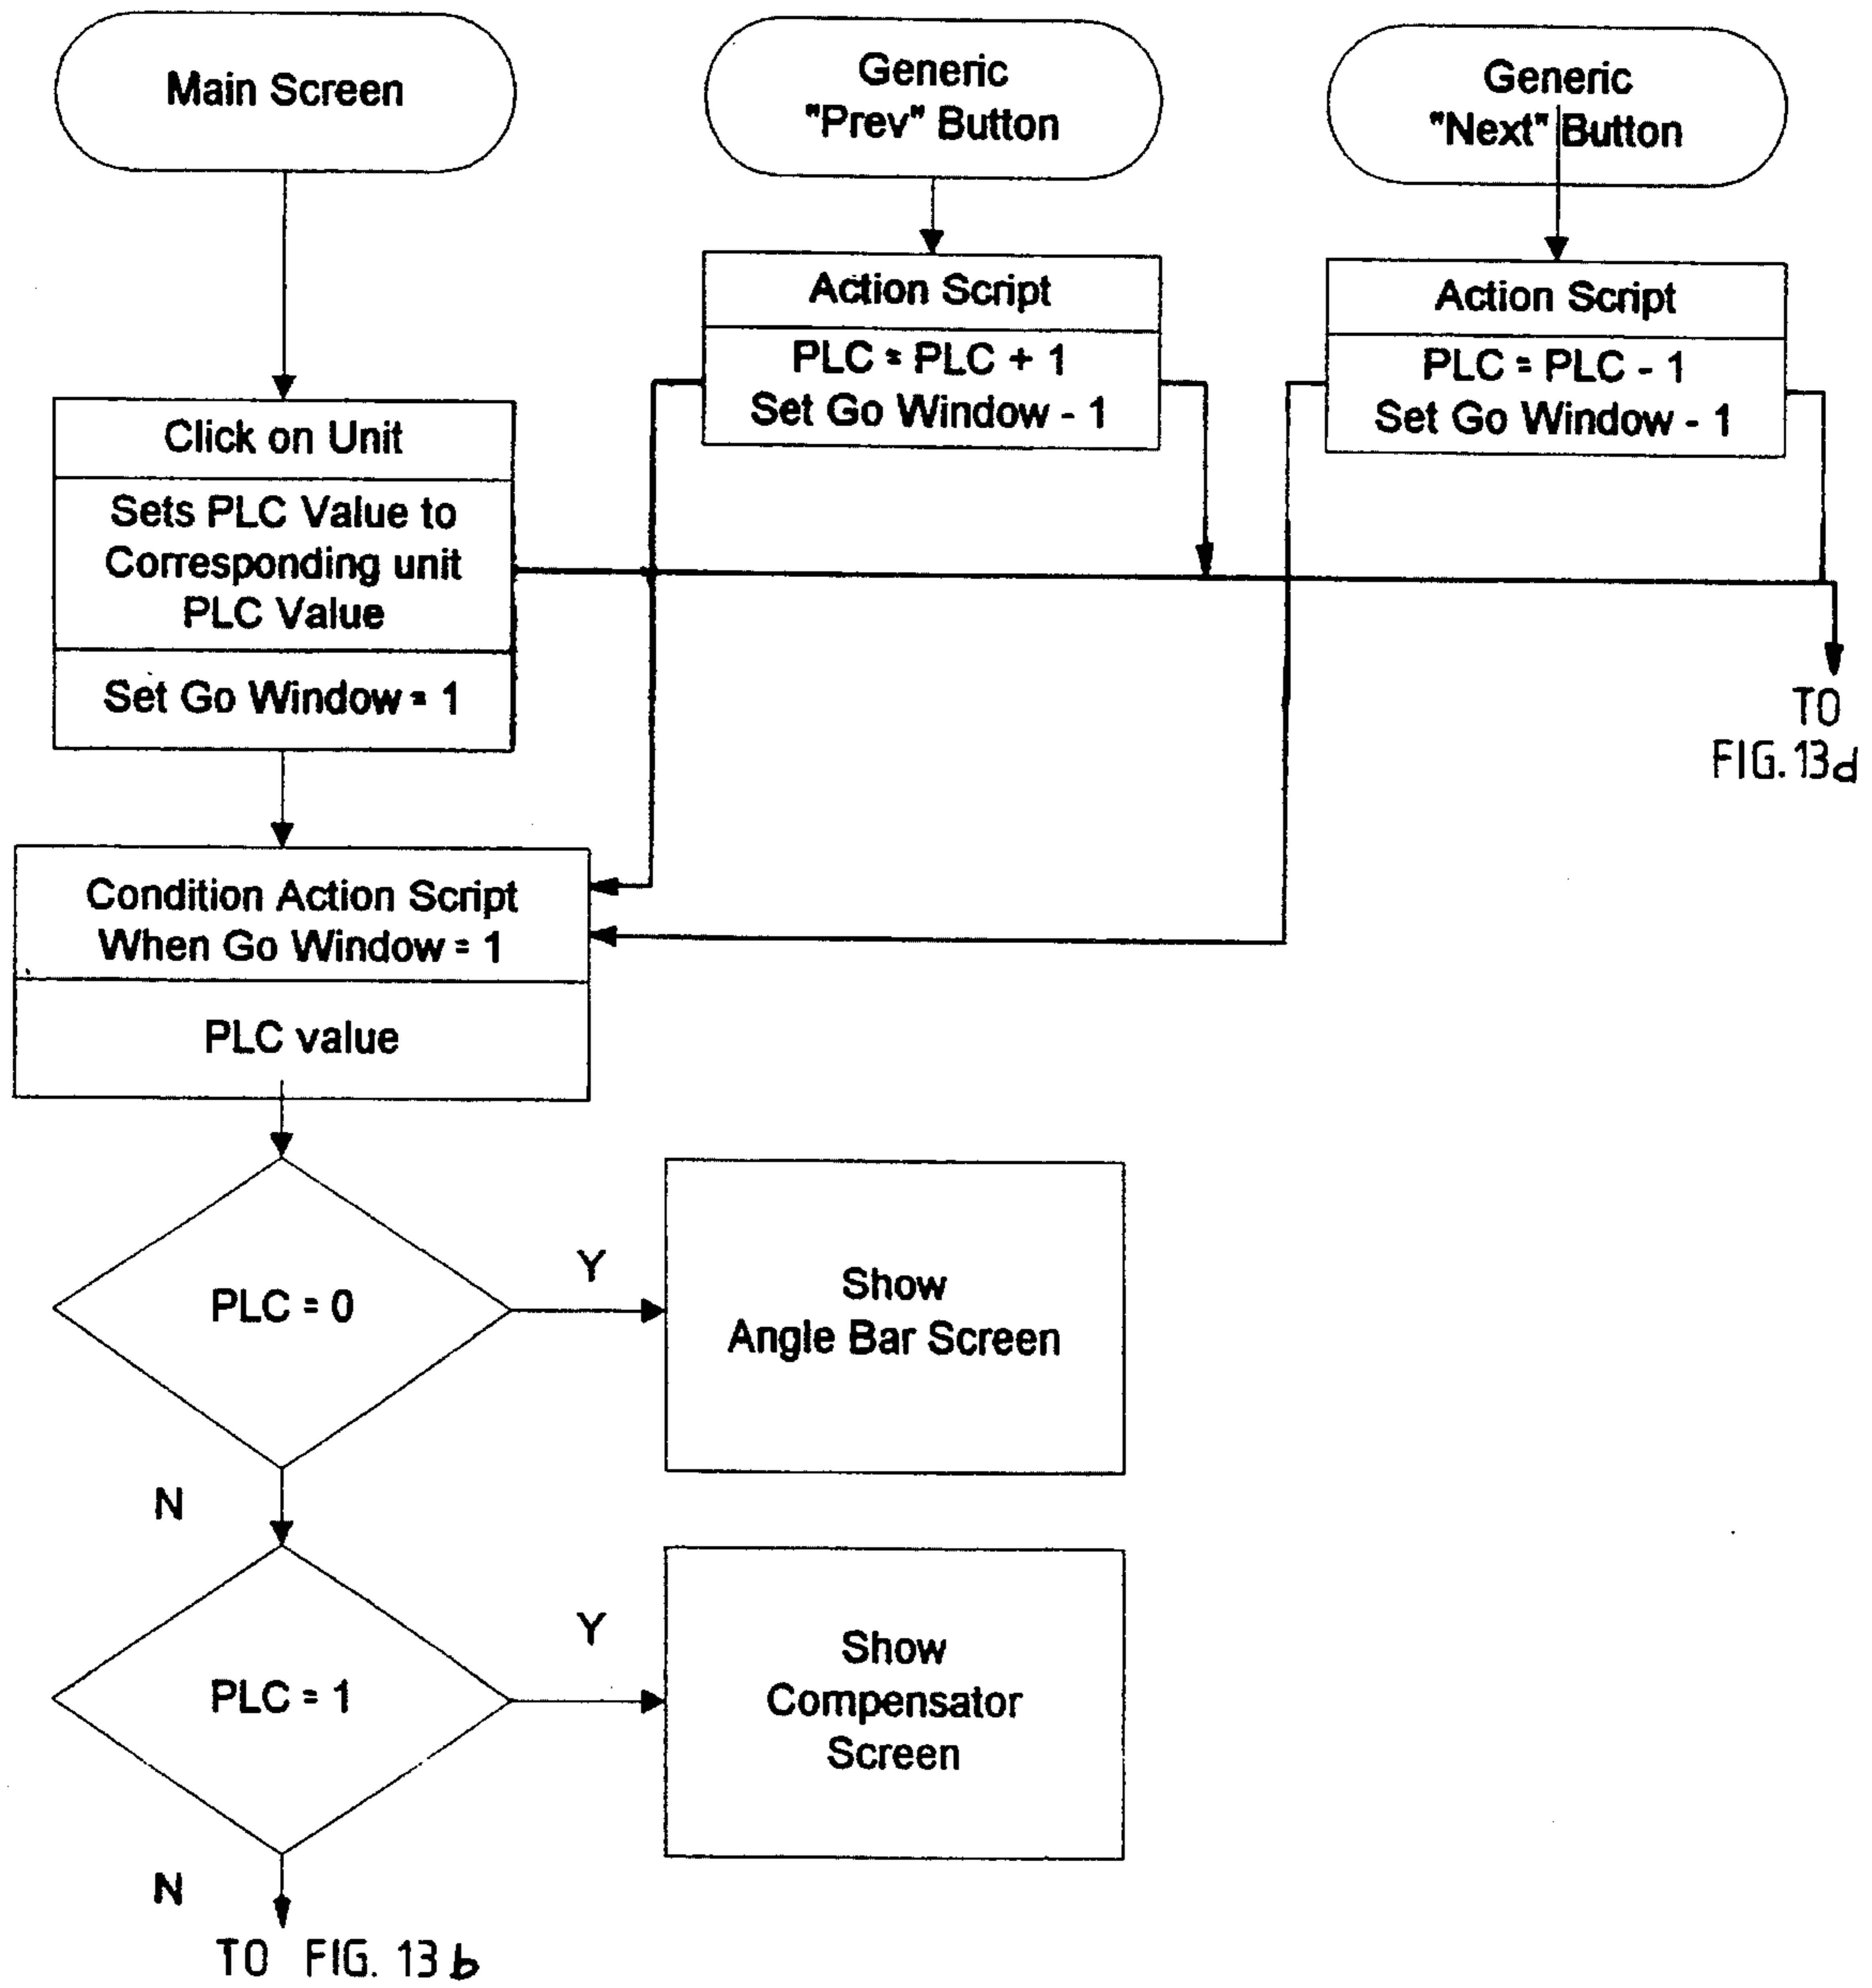 Main Screen
Generic
"Prev" Button
Generic
"Next" Button
Action Script
PLC = PLC + 1
Set Go Window - 1
Action Script
PLC = PLC - 1
Set Go Window - 1
Click on Unit
Sets PLC Value to
Corresponding unit
PLC Value
Set Go Window = 1
TO
FIG. 13d
Condition Action Script
When Go Window = 1
PLC value
PLC = 0
Y
Show
Angle Bar Screen
N
PLC = 1
Y
Show
Compensator
Screen
N
TO FIG. 13b